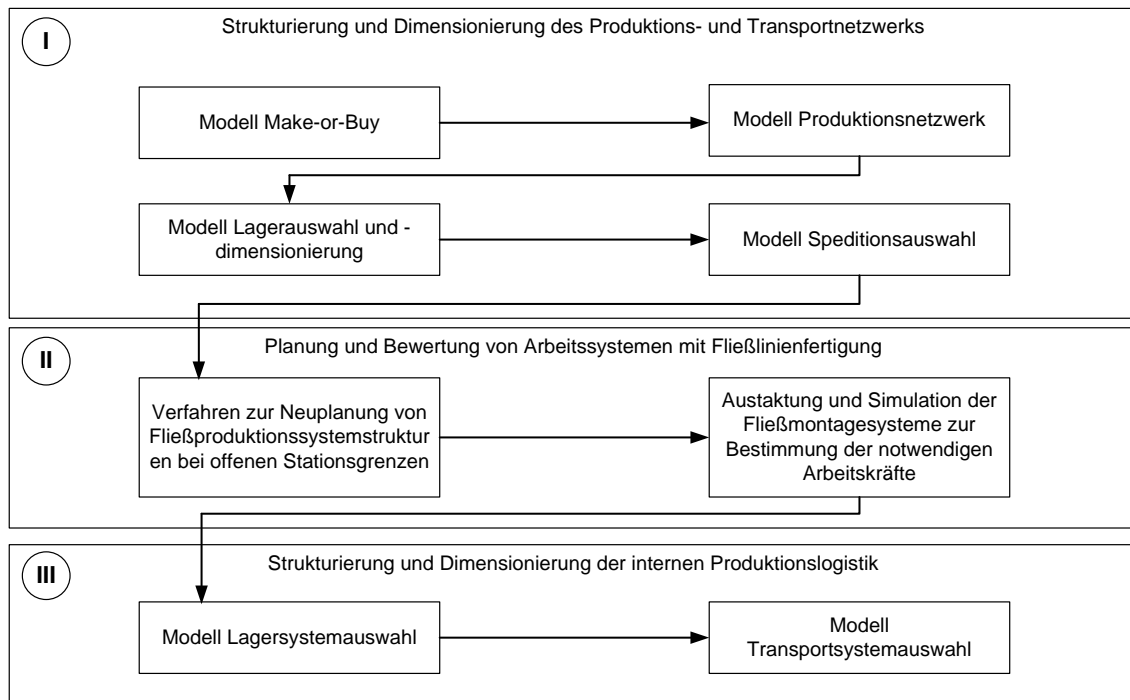 I
Strukturierung und Dimensionierung des Produktions- und Transportnetzwerks
Modell Make-or-Buy
Modell Produktionsnetzwerk
Modell Lagerauswahl und -
dimensionierung
Modell Speditionsauswahl
II
Planung und Bewertung von Arbeitssystemen mit Fließlinienfertigung
Verfahren zur Neuplanung von
Fließproduktionssystemstruktur
en bei offenen Stationsgrenzen
Austaktung und Simulation der
Fließmontagesysteme zur
Bestimmung der notwendigen
Arbeitskräfte
III
Strukturierung und Dimensionierung der internen Produktionslogistik
Modell Lagersystemauswahl
Modell
Transportsystemauswahl